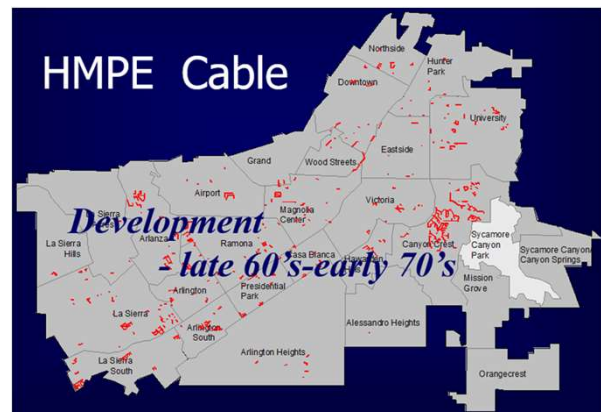 HMPE Cable
Northside
Hunter
Park
Downtown
University
Eastside
Grand
Wood Streets
Airport
Victoria
Magnolia
Center
Sierra
Development
La Sierra
Hills
Arlanza
Ramona
Casa Blanca
Canyon Crest
Sycamore
Canyon
Park
Sycamore Canyon/
Canyon Springs
- late 60's-early 70's
Mission
Grove
Arlington
Presidential
Park
La Sierra
Arlington
South
Alessandro Heights
Arlington Heights
La Sierra
South
Orangecrest